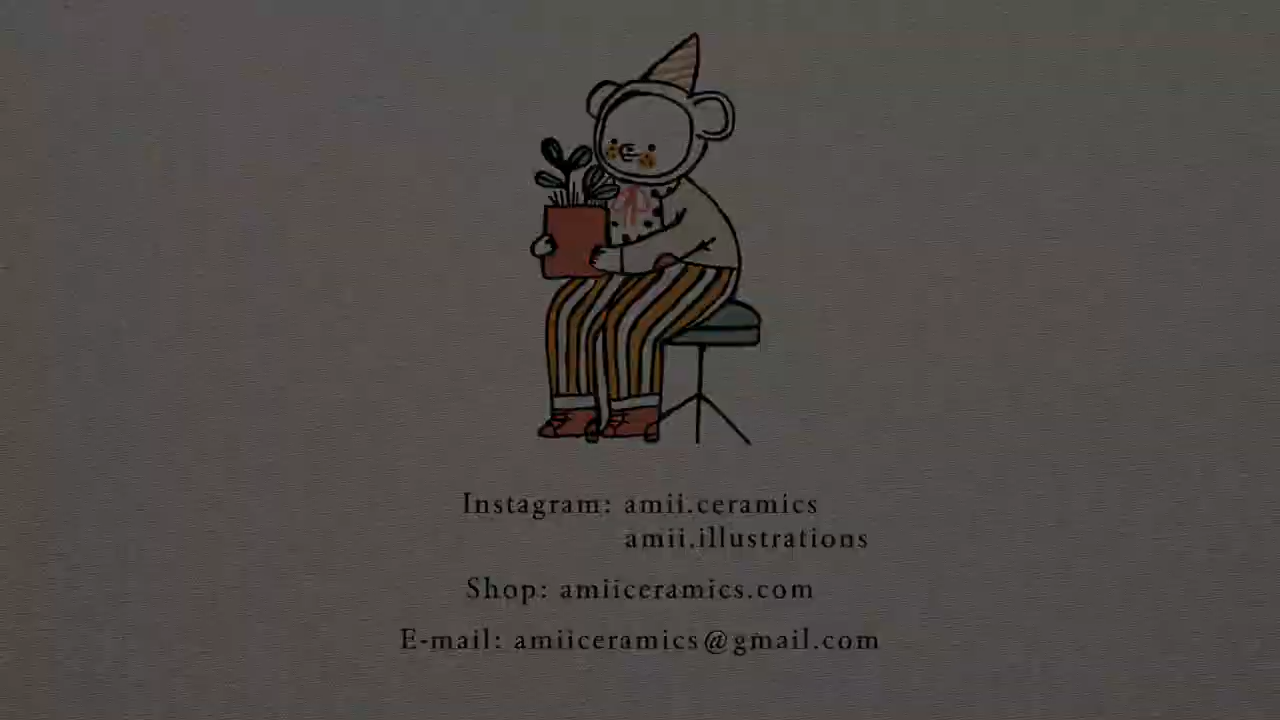 Instagram: amii.ceramics
amii.illustrations
Shop: amiiceramics.com
E-mail: amiiceramics@gmail.com